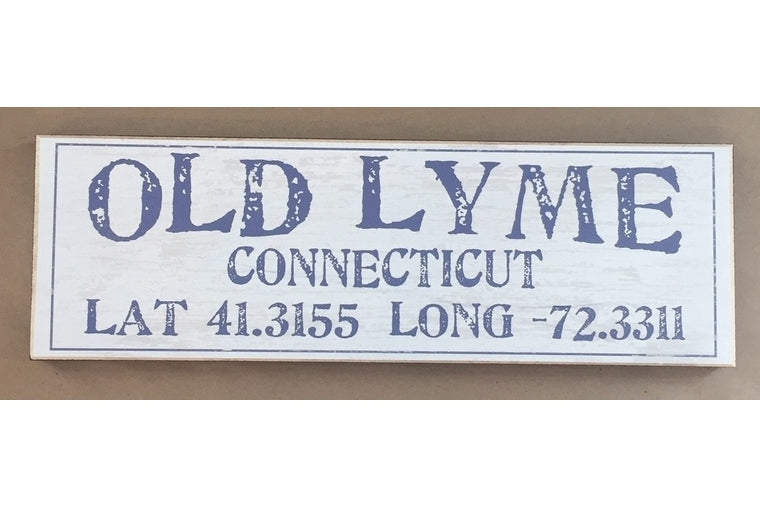 OLD LYME
CONNECTICUT
LAT 41.3155 LONG -72.3311